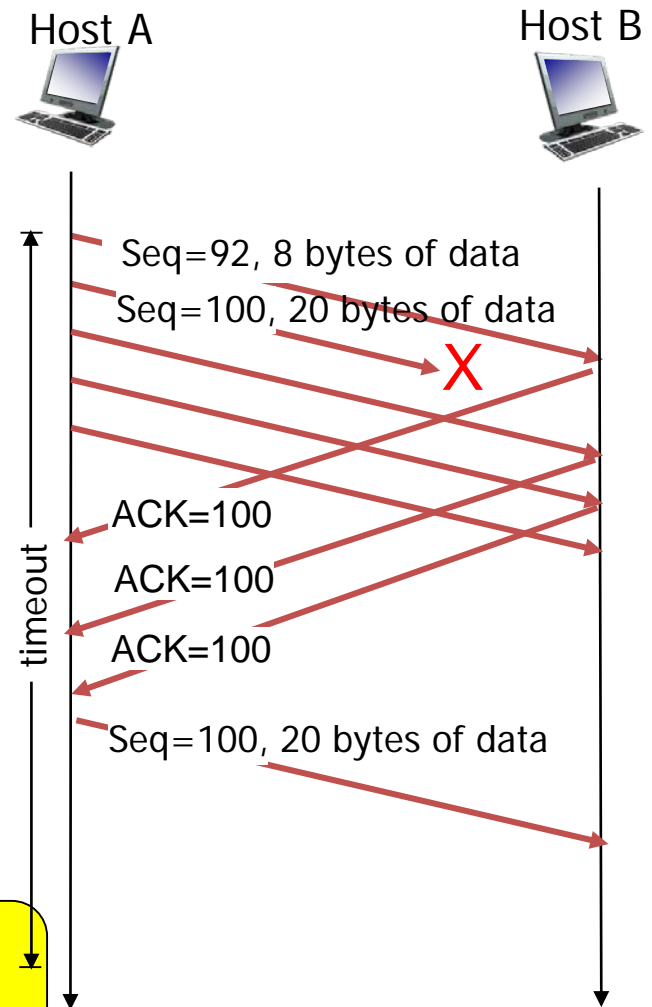 Host A
Host B
Seq=92, 8 bytes of data
Seq=100, 20 bytes of data
X
ACK=100
timeout
ACK=100
ACK=100
Seq=100, 20 bytes of data